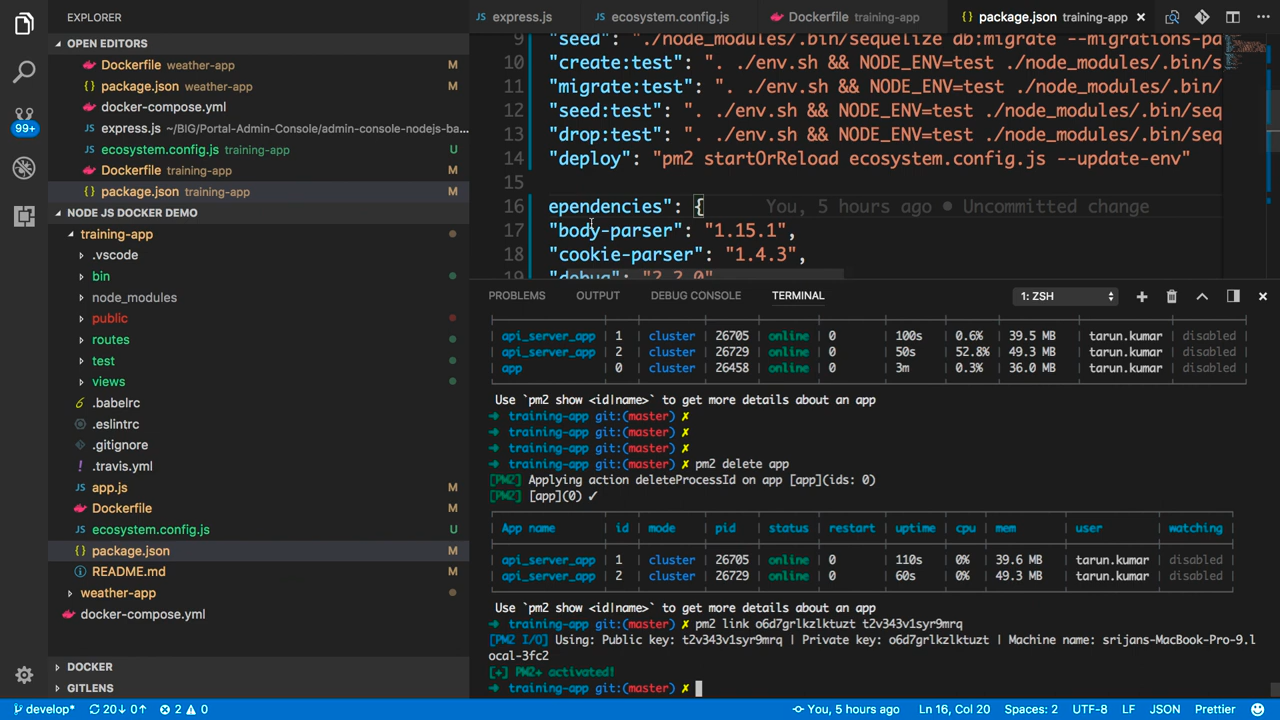 EXPLORER
OPEN EDITORS
Dockerfile weather-app M
package.json weather-app M
docker-compose.yml
express.js ~/BIG/Portal-Admin-Console/admin-console-nodejs-ba...
ecosystem.config.js training-app U
Dockerfile training-app M
package.json training-app M
99+
NODE JS DOCKER DEMO
training-app
.vscode
bin
node_modules
public
routes
test
views
.babelrc M
.eslintrc M
.gitignore M
.travis.yml M
app.js M
Dockerfile M
ecosystem.config.js U
package.json M
README.md M
weather-app
docker-compose.yml
DOCKER
GITLENS
express.js ecosystem.config.js Dockerfile training-app package.json training-app
9 "seed": "./node_modules/.bin/sequelize db:migrate --migrations-pa
10 "create:test": ". ./env.sh && NODE_ENV=test ./node_modules/.bin/s
11 "migrate:test": ". ./env.sh && NODE_ENV=test ./node_modules/.bin/
12 "seed:test": ". ./env.sh && NODE_ENV=test ./node_modules/.bin/seq
13 "drop:test": ". ./env.sh && NODE_ENV=test ./node_modules/.bin/seq
14 "deploy": "pm2 startOrReload ecosystem.config.js --update-env"
15
16 ependencies": { You, 5 hours ago • Uncommitted change
17 "body-parser": "1.15.1",
18 "cookie-parser": "1.4.3",
19 "debug": "2.2.0"
PROBLEMS OUTPUT DEBUG CONSOLE TERMINAL 1: ZSH
api_server_app 1 cluster 26705 online 0 100s 0.6% 39.5 MB tarun.kumar disabled
api_server_app 2 cluster 26729 online 0 50s 52.8% 49.3 MB tarun.kumar disabled
app 0 cluster 26458 online 0 3m 0.3% 36.0 MB tarun.kumar disabled
Use `pm2 show <id|name>` to get more details about an app
➜ training-app git:(master) ✗
➜ training-app git:(master) ✗
➜ training-app git:(master) ✗
➜ training-app git:(master) ✗ pm2 delete app
[PM2] Applying action deleteProcessId on app [app](ids: 0)
[PM2] [app](0) ✓
App name id mode pid status restart uptime cpu mem user watching
api_server_app 1 cluster 26705 online 0 110s 0% 39.6 MB tarun.kumar disabled
api_server_app 2 cluster 26729 online 0 60s 0% 49.3 MB tarun.kumar disabled
Use `pm2 show <id|name>` to get more details about an app
➜ training-app git:(master) ✗ pm2 link o6d7grlkzlktuzt t2v343v1syr9mrq
[PM2 I/O] Using: Public key: t2v343v1syr9mrq | Private key: o6d7grlkzlktuzt | Machine name: srijans-MacBook-Pro-9.l
ocal-3fc2
[+] PM2+ activated!
➜ training-app git:(master) ✗
develop* 20↓ 0↑ 2 0 You, 5 hours ago Ln 16, Col 20 Spaces: 2 UTF-8 LF JSON Prettier